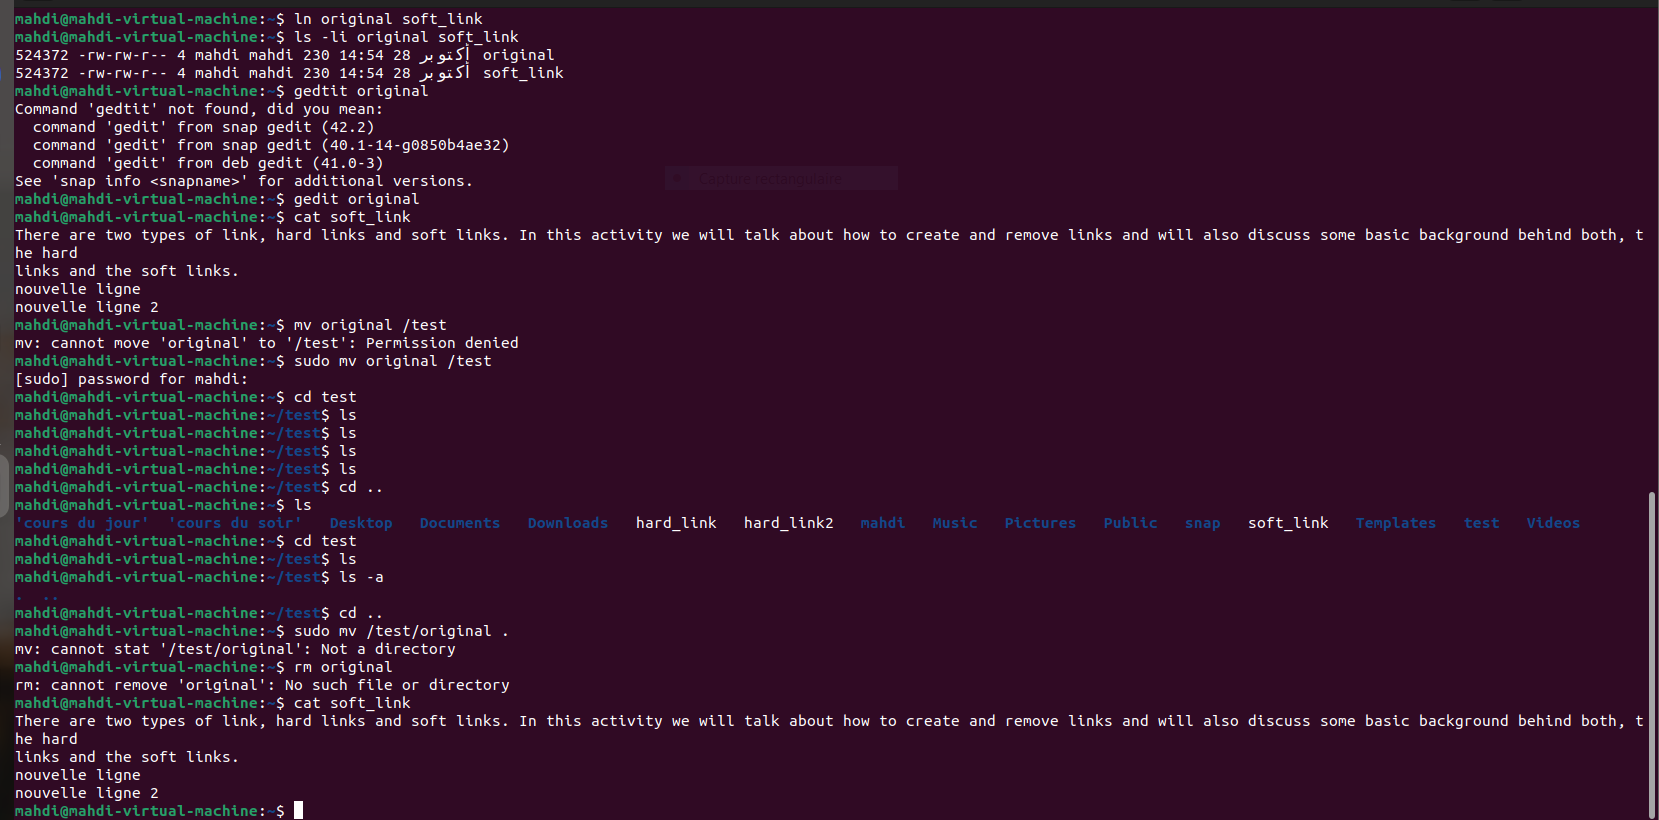 mahdi@mahdi-virtual-machine:~$ ln original soft_link
mahdi@mahdi-virtual-machine:~$ ls -li original soft_link
524372 -rw-rw-r-- 4 mahdi mahdi 230 14:54 28 أكتوبر original
524372 -rw-rw-r-- 4 mahdi mahdi 230 14:54 28 أكتوبر soft_link
mahdi@mahdi-virtual-machine:~$ gedtit original
Command 'gedtit' not found, did you mean:
  command 'gedit' from snap gedit (42.2)
  command 'gedit' from snap gedit (40.1-14-g0850b4ae32)
  command 'gedit' from deb gedit (41.0-3)
Capture rectangulaire
See 'snap info <snapname>' for additional versions.
mahdi@mahdi-virtual-machine:~$ gedit original
mahdi@mahdi-virtual-machine:~$ cat soft_link
There are two types of link, hard links and soft links. In this activity we will talk about how to create and remove links and will also discuss some basic background behind both, t
he hard
links and the soft links.
nouvelle ligne
nouvelle ligne 2
mahdi@mahdi-virtual-machine:~$ mv original /test
mv: cannot move 'original' to '/test': Permission denied
mahdi@mahdi-virtual-machine:~$ sudo mv original /test
[sudo] password for mahdi:
mahdi@mahdi-virtual-machine:~$ cd test
mahdi@mahdi-virtual-machine:~/test$ ls
mahdi@mahdi-virtual-machine:~/test$ ls
mahdi@mahdi-virtual-machine:~/test$ ls
mahdi@mahdi-virtual-machine:~/test$ ls
mahdi@mahdi-virtual-machine:~/test$ cd ..
mahdi@mahdi-virtual-machine:~$ ls
'cours du jour'  'cours du soir'   Desktop   Documents   Downloads   hard_link   hard_link2   mahdi   Music   Pictures   Public   snap   soft_link   Templates   test   Videos
mahdi@mahdi-virtual-machine:~$ cd test
mahdi@mahdi-virtual-machine:~/test$ ls
mahdi@mahdi-virtual-machine:~/test$ ls -a
.  ..
mahdi@mahdi-virtual-machine:~/test$ cd ..
mahdi@mahdi-virtual-machine:~$ sudo mv /test/original .
mv: cannot stat '/test/original': Not a directory
mahdi@mahdi-virtual-machine:~$ rm original
rm: cannot remove 'original': No such file or directory
mahdi@mahdi-virtual-machine:~$ cat soft_link
There are two types of link, hard links and soft links. In this activity we will talk about how to create and remove links and will also discuss some basic background behind both, t
he hard
links and the soft links.
nouvelle ligne
nouvelle ligne 2
mahdi@mahdi-virtual-machine:~$